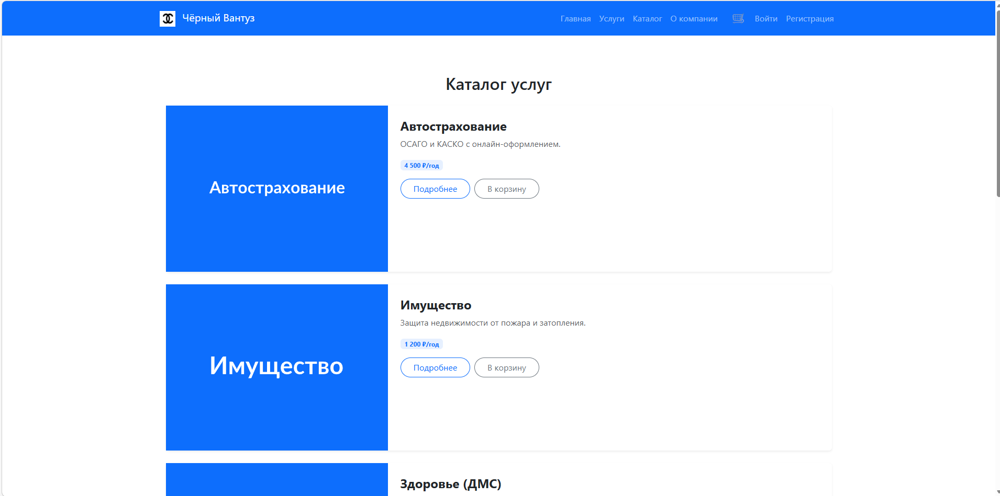 Чёрный Вантуз
Главная Услуги Каталог О компании Войти Регистрация
Каталог услуг
Автострахование
Автострахование
ОСАГО и КАСКО с онлайн-оформлением.
4 500 ₽/год
Подробнее В корзину
Имущество
Имущество
Защита недвижимости от пожара и затопления.
1 200 ₽/год
Подробнее В корзину
Здоровье (ДМС)